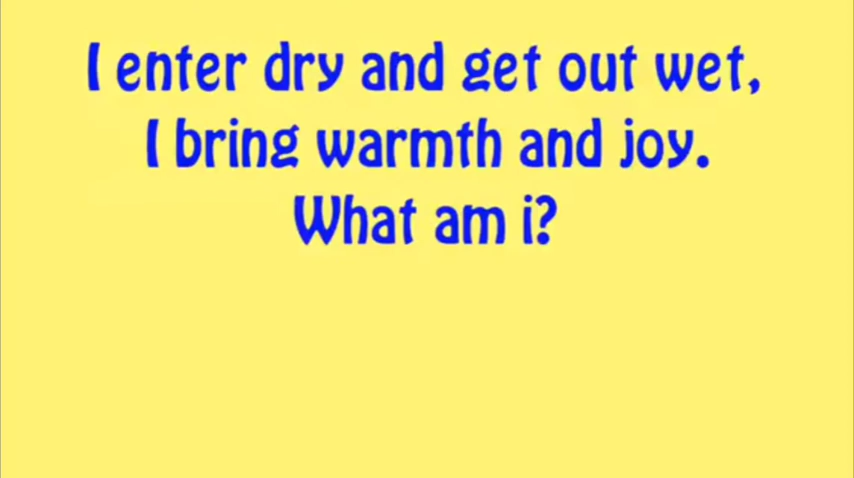 I enter dry and get out wet,
I bring warmth and joy.
What am i?